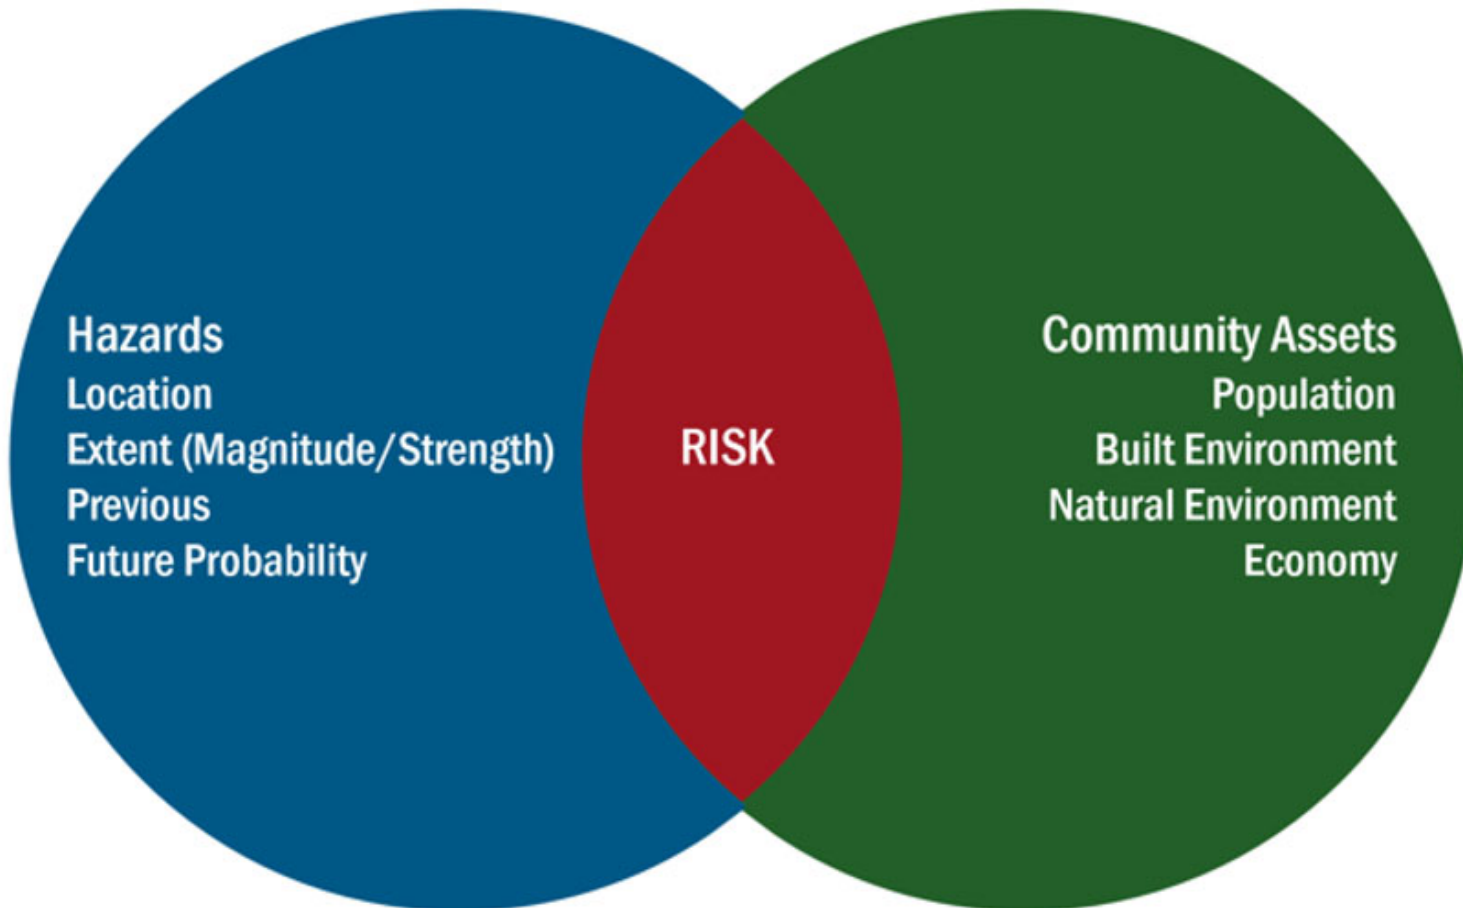 Hazards
Location
Extent (Magnitude/Strength)
Previous
Future Probability
RISK
Community Assets
Population
Built Environment
Natural Environment
Economy